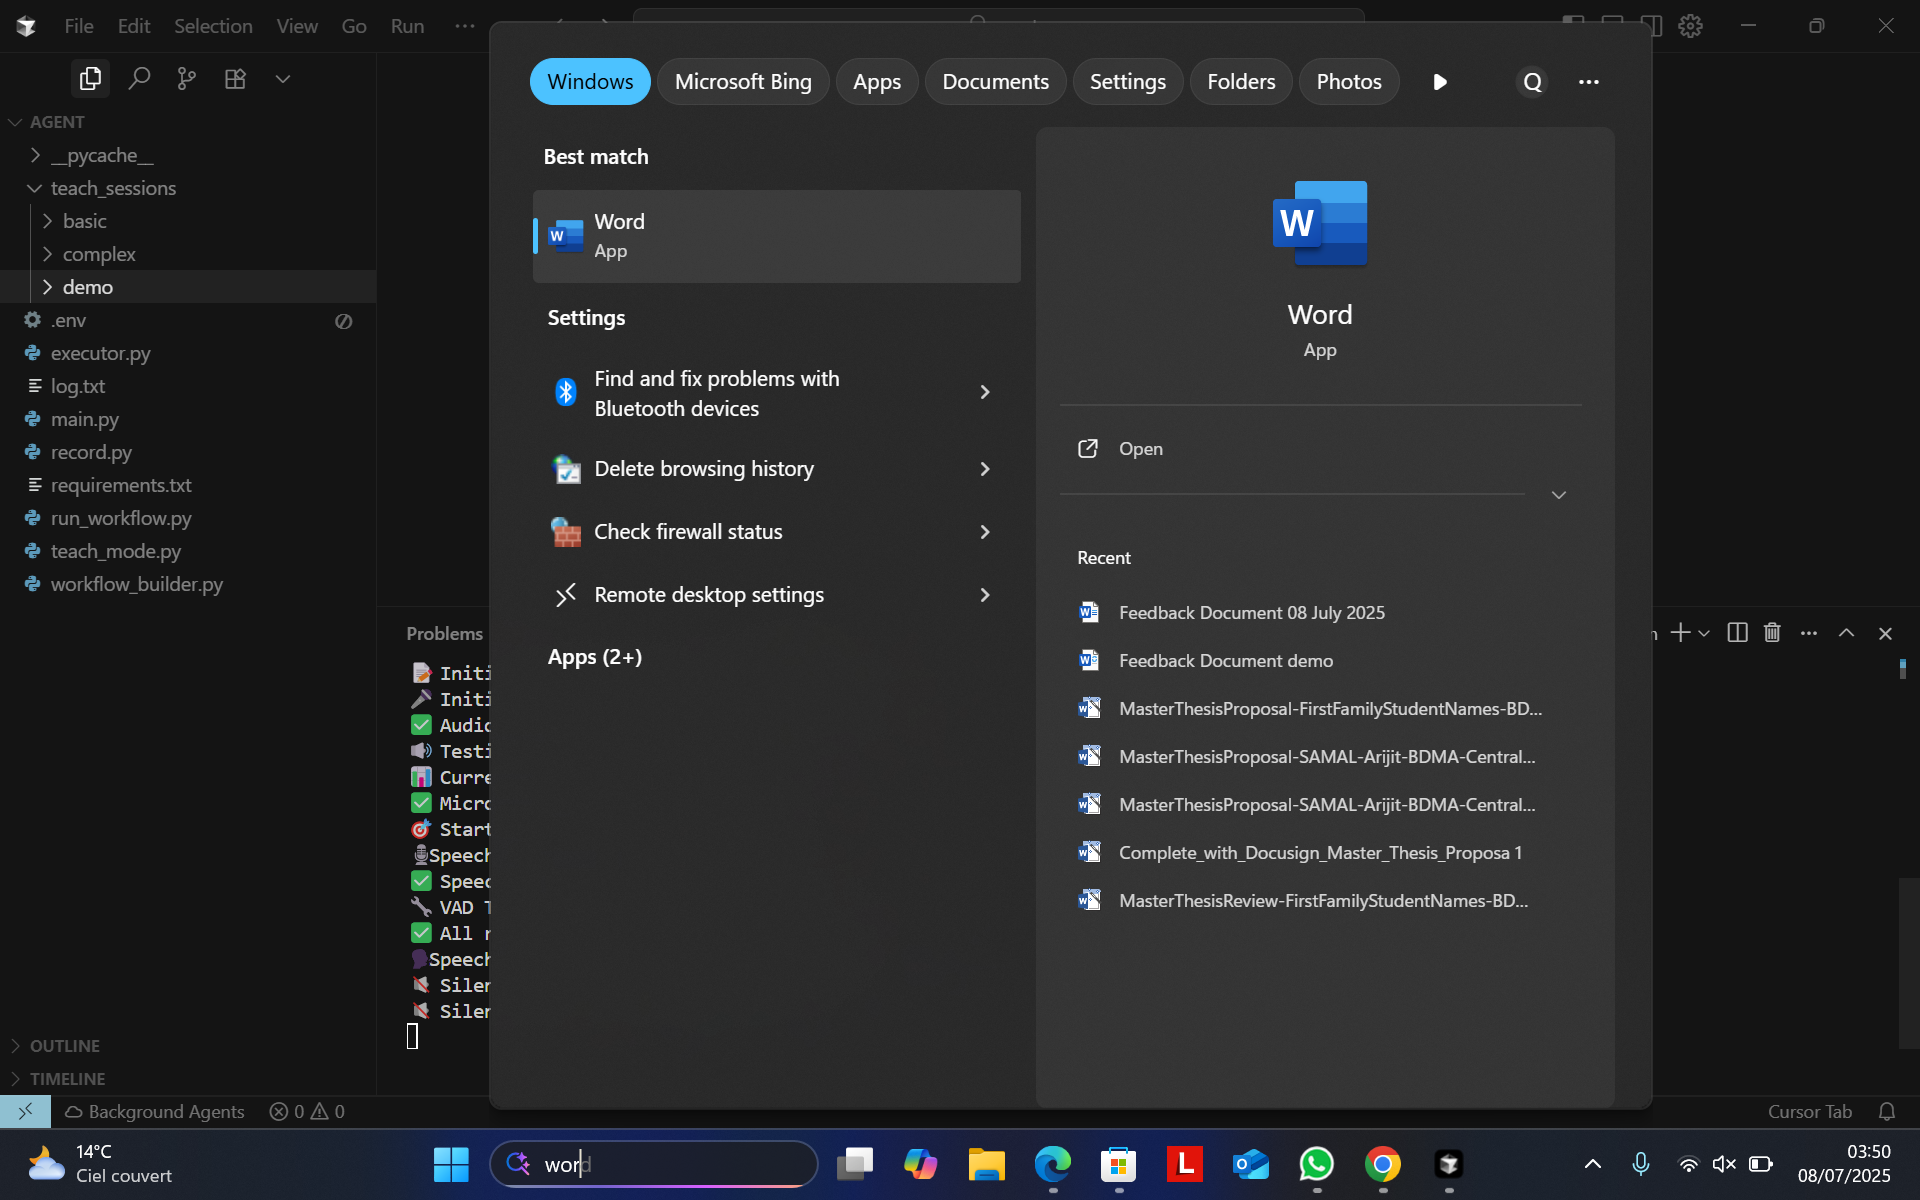 File Edit Selection View Go Run ···
AGENT
__pycache__
teach_sessions
basic
complex
demo
.env
executor.py
log.txt
main.py
record.py
requirements.txt
run_workflow.py
teach_mode.py
workflow_builder.py
OUTLINE
TIMELINE
Problems
Initi
Initi
Audio
Testi
Curre
Micro
Start
Speech
Speec
VAD T
All r
Speech
Silen
Silen
Windows Microsoft Bing Apps Documents Settings Folders Photos Q ···
Best match
Word
App
Settings
Find and fix problems with
Bluetooth devices
Delete browsing history
Check firewall status
Remote desktop settings
Apps (2+)
W
Word
App
Open
Recent
Feedback Document 08 July 2025
Feedback Document demo
MasterThesisProposal-FirstFamilyStudentNames-BD...
MasterThesisProposal-SAMAL-Arijit-BDMA-Central...
MasterThesisProposal-SAMAL-Arijit-BDMA-Central...
Complete_with_Docusign_Master_Thesis_Proposa 1
MasterThesisReview-FirstFamilyStudentNames-BD...
Background Agents 0 0
Cursor Tab
14°C
Ciel couvert
word
L
03:50
08/07/2025